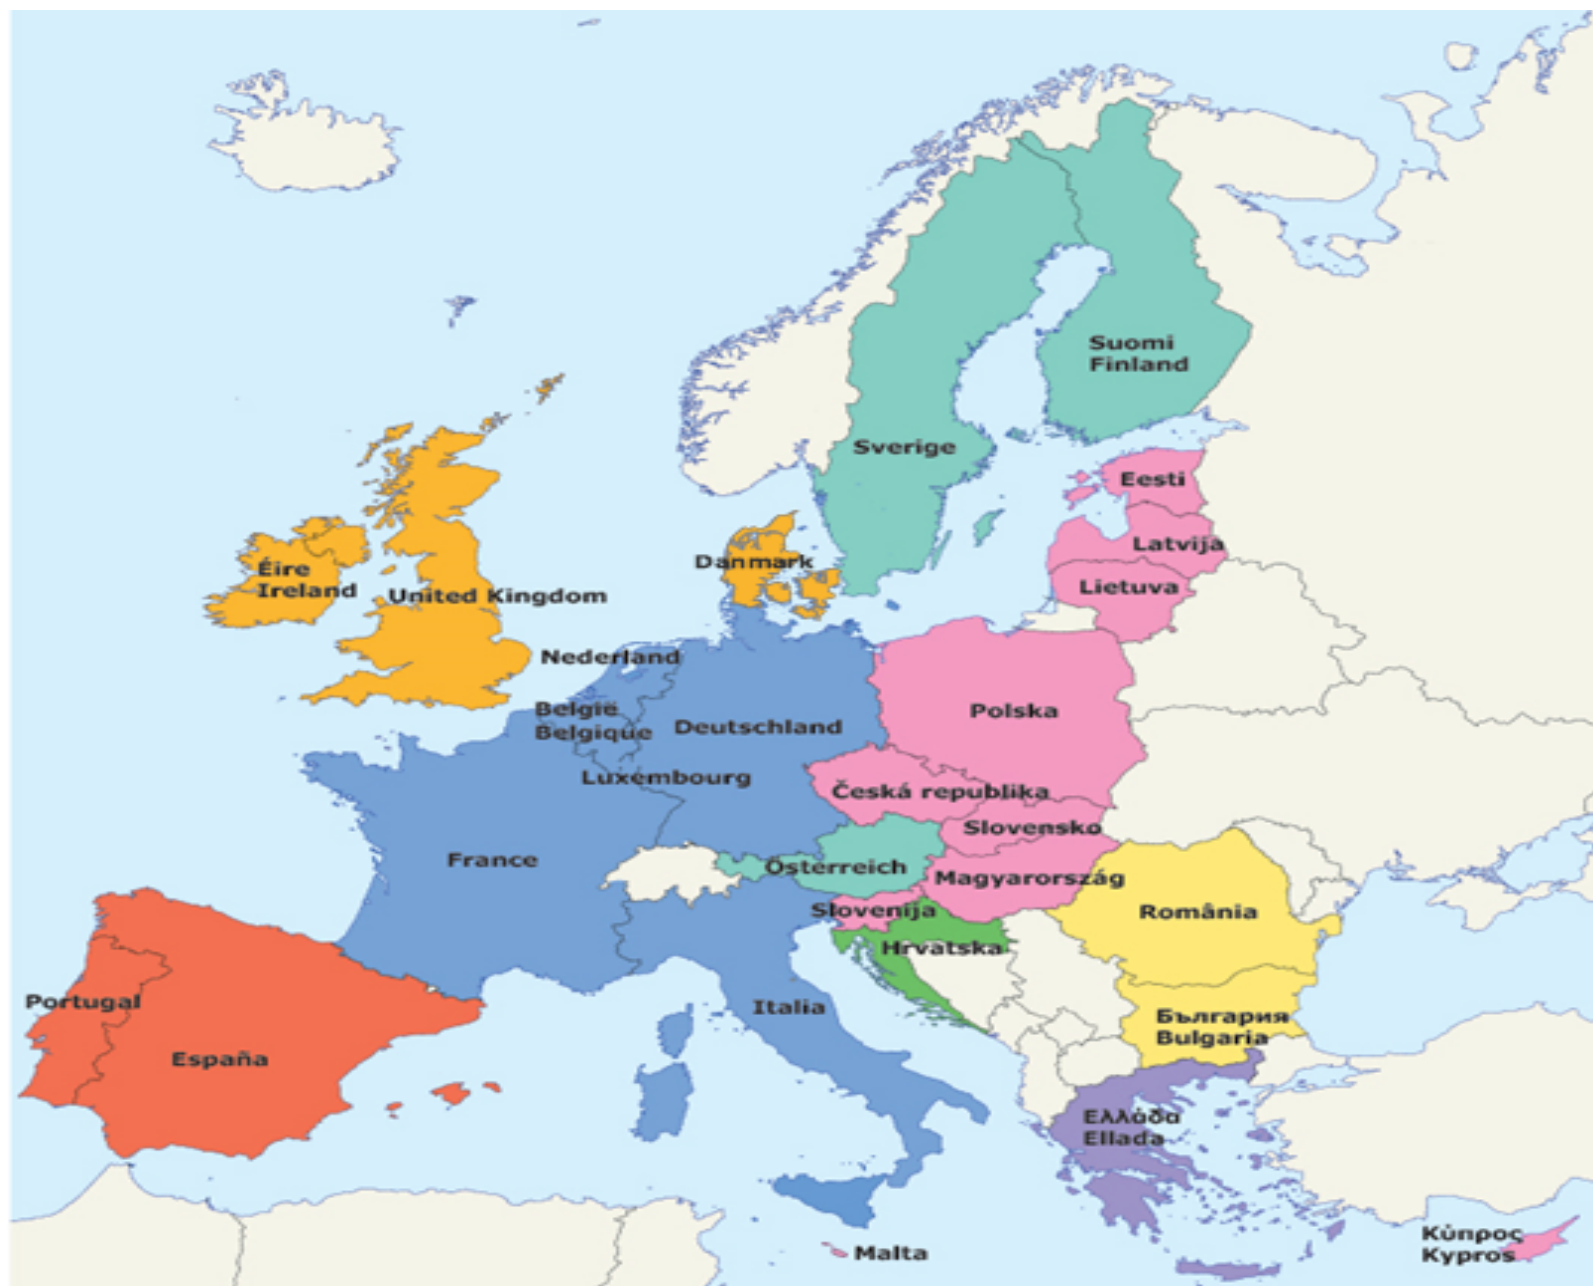 Suomi
Finland
Sverige
Eesti
Latvija
Lietuva
Danmark
Éire
Ireland
United Kingdom
Nederland
België
Belgique
Deutschland
Polska
Luxémbourg
Česká republika
Slovensko
France
Österreich
Magyarország
Slovenija
România
Hrvatska
Portugal
Italia
България
Bulgaria
España
Ελλάδα
Ellada
Malta
Κύπρος
Kypros